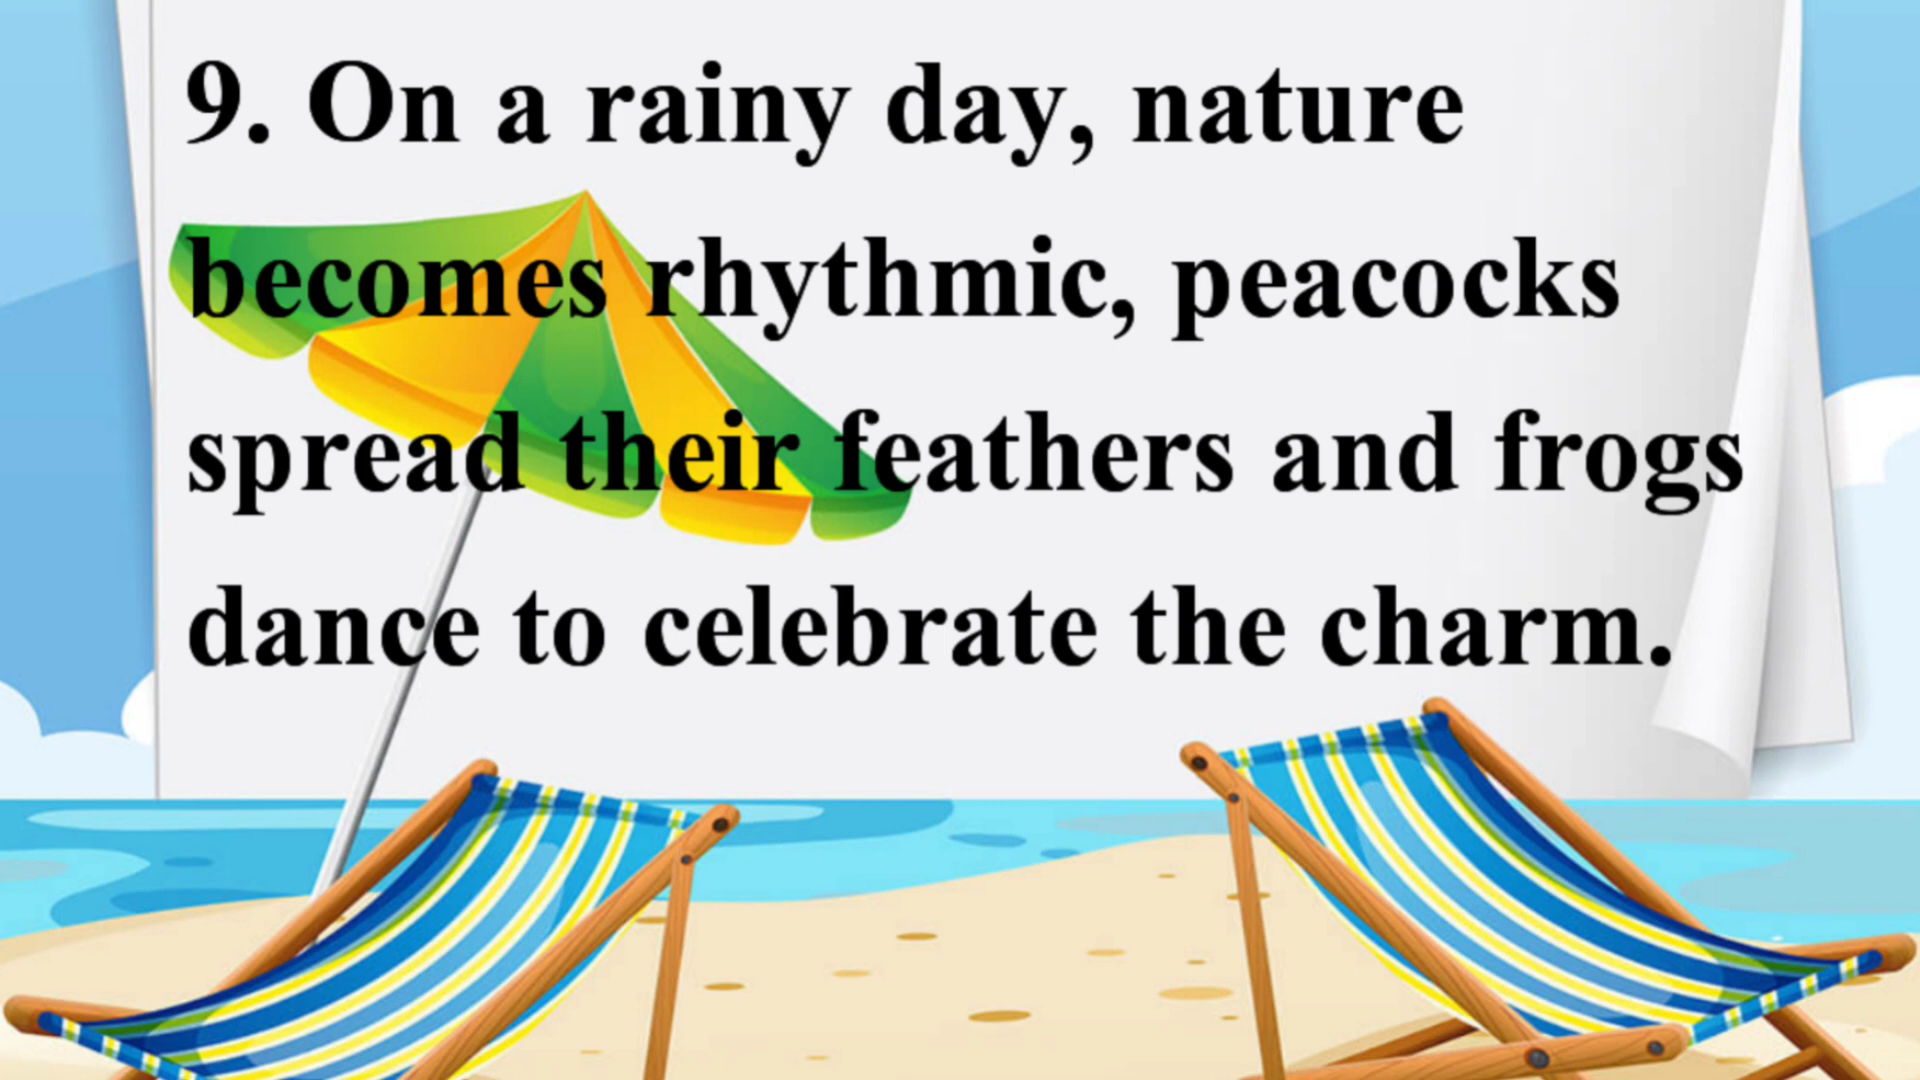 9. On a rainy day, nature
becomes rhythmic, peacocks
spread their feathers and frogs
dance to celebrate the charm.